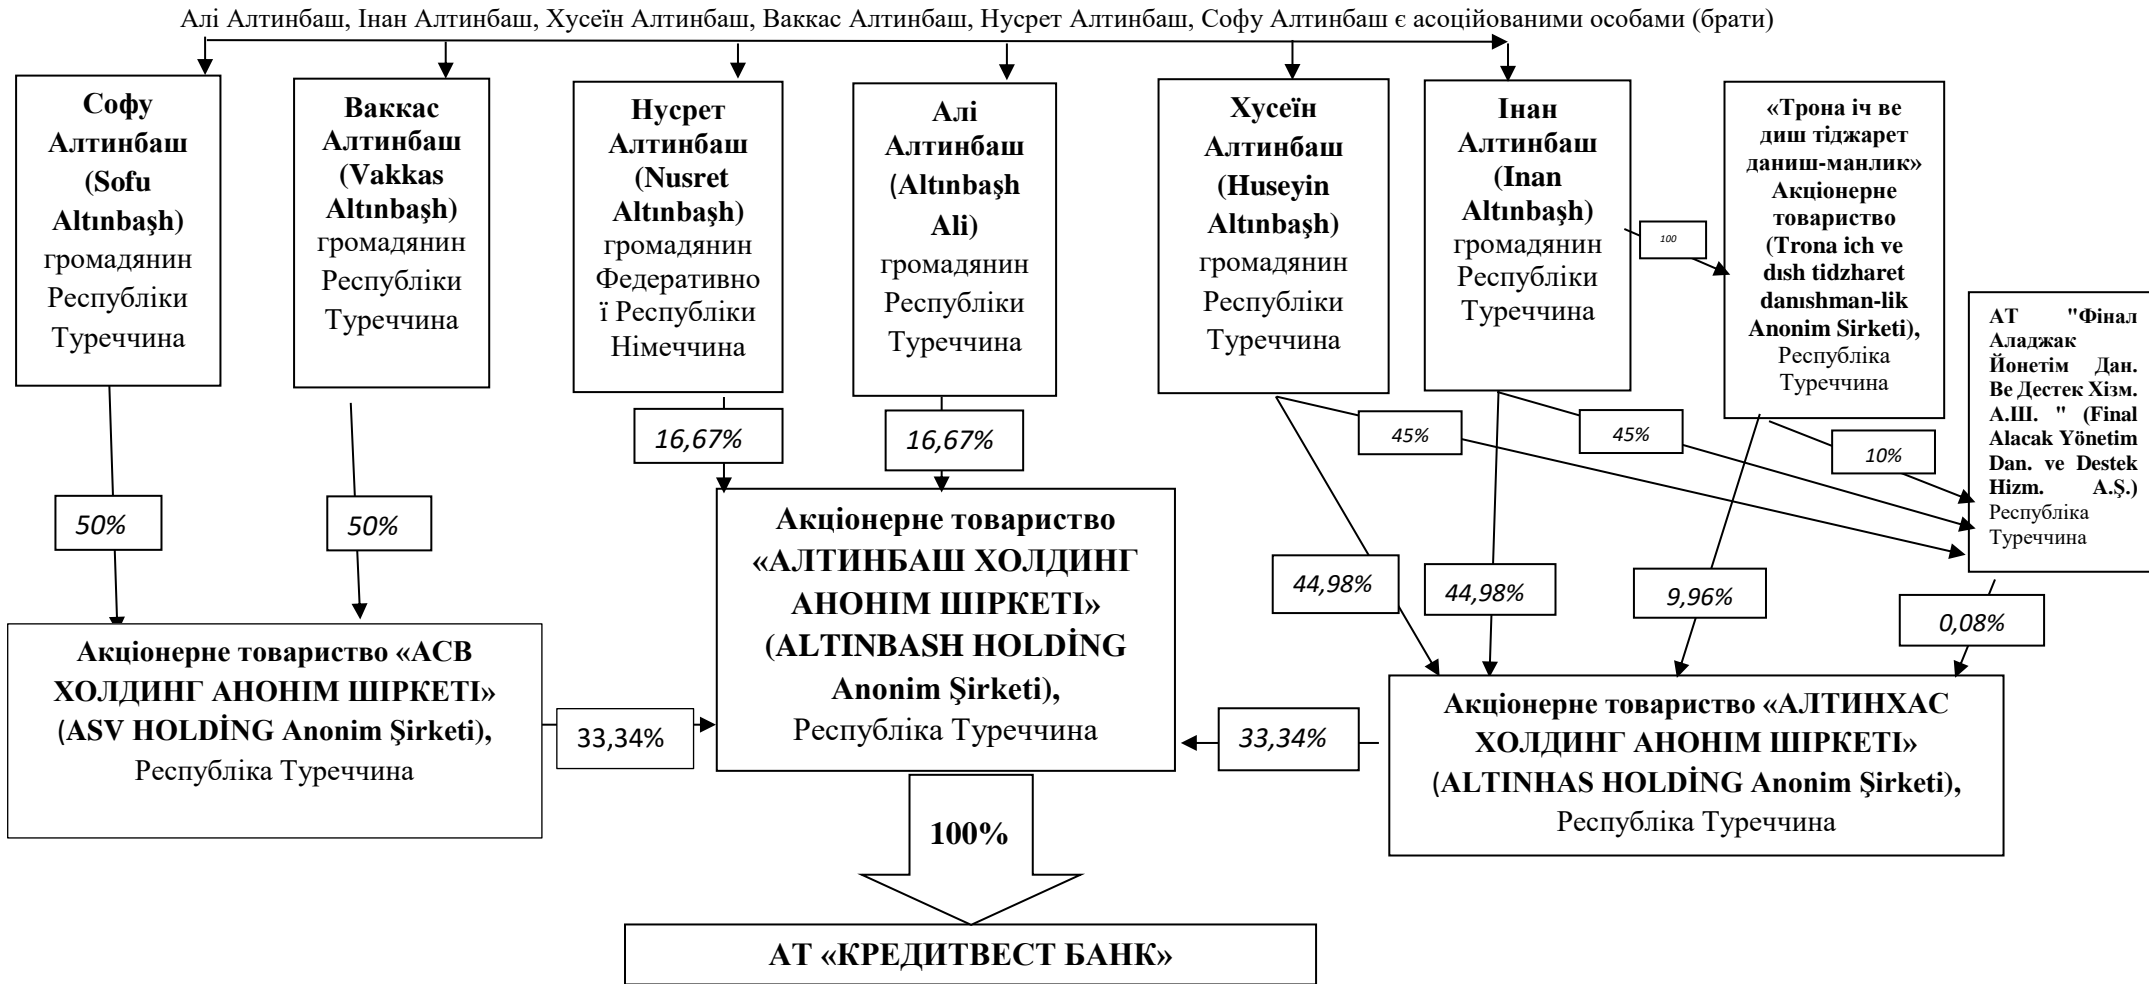 Алі Алтинбаш, Інан Алтинбаш, Хусеїн Алтинбаш, Ваккас Алтинбаш, Нусрет Алтинбаш, Софу Алтинбаш є асоційованими особами (брати)
Софу
Алтинбаш
(Sofu
Altınbaşh)
громадянин
Республіки
Туреччина
Ваккас
Алтинбаш
(Vakkas
Altınbaşh)
громадянин
Республіки
Туреччина
Нусрет
Алтинбаш
(Nusret
Altınbaşh)
громадянин
Федеративно
ї Республіки
Німеччина
Алі
Алтинбаш
(Altınbaşh
Ali)
громадянин
Республіки
Туреччина
Хусеїн
Алтинбаш
(Huseyin
Altınbaşh)
громадянин
Республіки
Туреччина
Інан
Алтинбаш
(Inan
Altınbaşh)
громадянин
Республіки
Туреччина
100
«Трона іч ве
диш тіджарет
даниш-манлик»
Акціонерне
товариство
(Trona ich ve
dısh tidzharet
danıshman-lik
Anonim Sirketi),
Республіка
Туреччина
АТ "Фінал
Аладжак
Йонетім Дан.
Ве Дестек Хізм.
А.Ш. " (Final
Alacak Yönetim
Dan. ve Destek
Hizm. A.Ş.)
Республіка
Туреччина
16,67%
16,67%
45%
45%
10%
50%
50%
44,98%
44,98%
9,96%
0,08%
Акціонерне товариство «АСВ
ХОЛДИНГ АНОНІМ ШІРКЕТІ»
(ASV HOLDİNG Anonim Şirketi),
Республіка Туреччина
33,34%
Акціонерне товариство
«АЛТИНБАШ ХОЛДИНГ
АНОНІМ ШІРКЕТІ»
(ALTINBASH HOLDİNG
Anonim Şirketi),
Республіка Туреччина
33,34%
Акціонерне товариство «АЛТИНХАС
ХОЛДИНГ АНОНІМ ШІРКЕТІ»
(ALTINHAS HOLDİNG Anonim Şirketi),
Республіка Туреччина
100%
АТ «КРЕДИТВЕСТ БАНК»